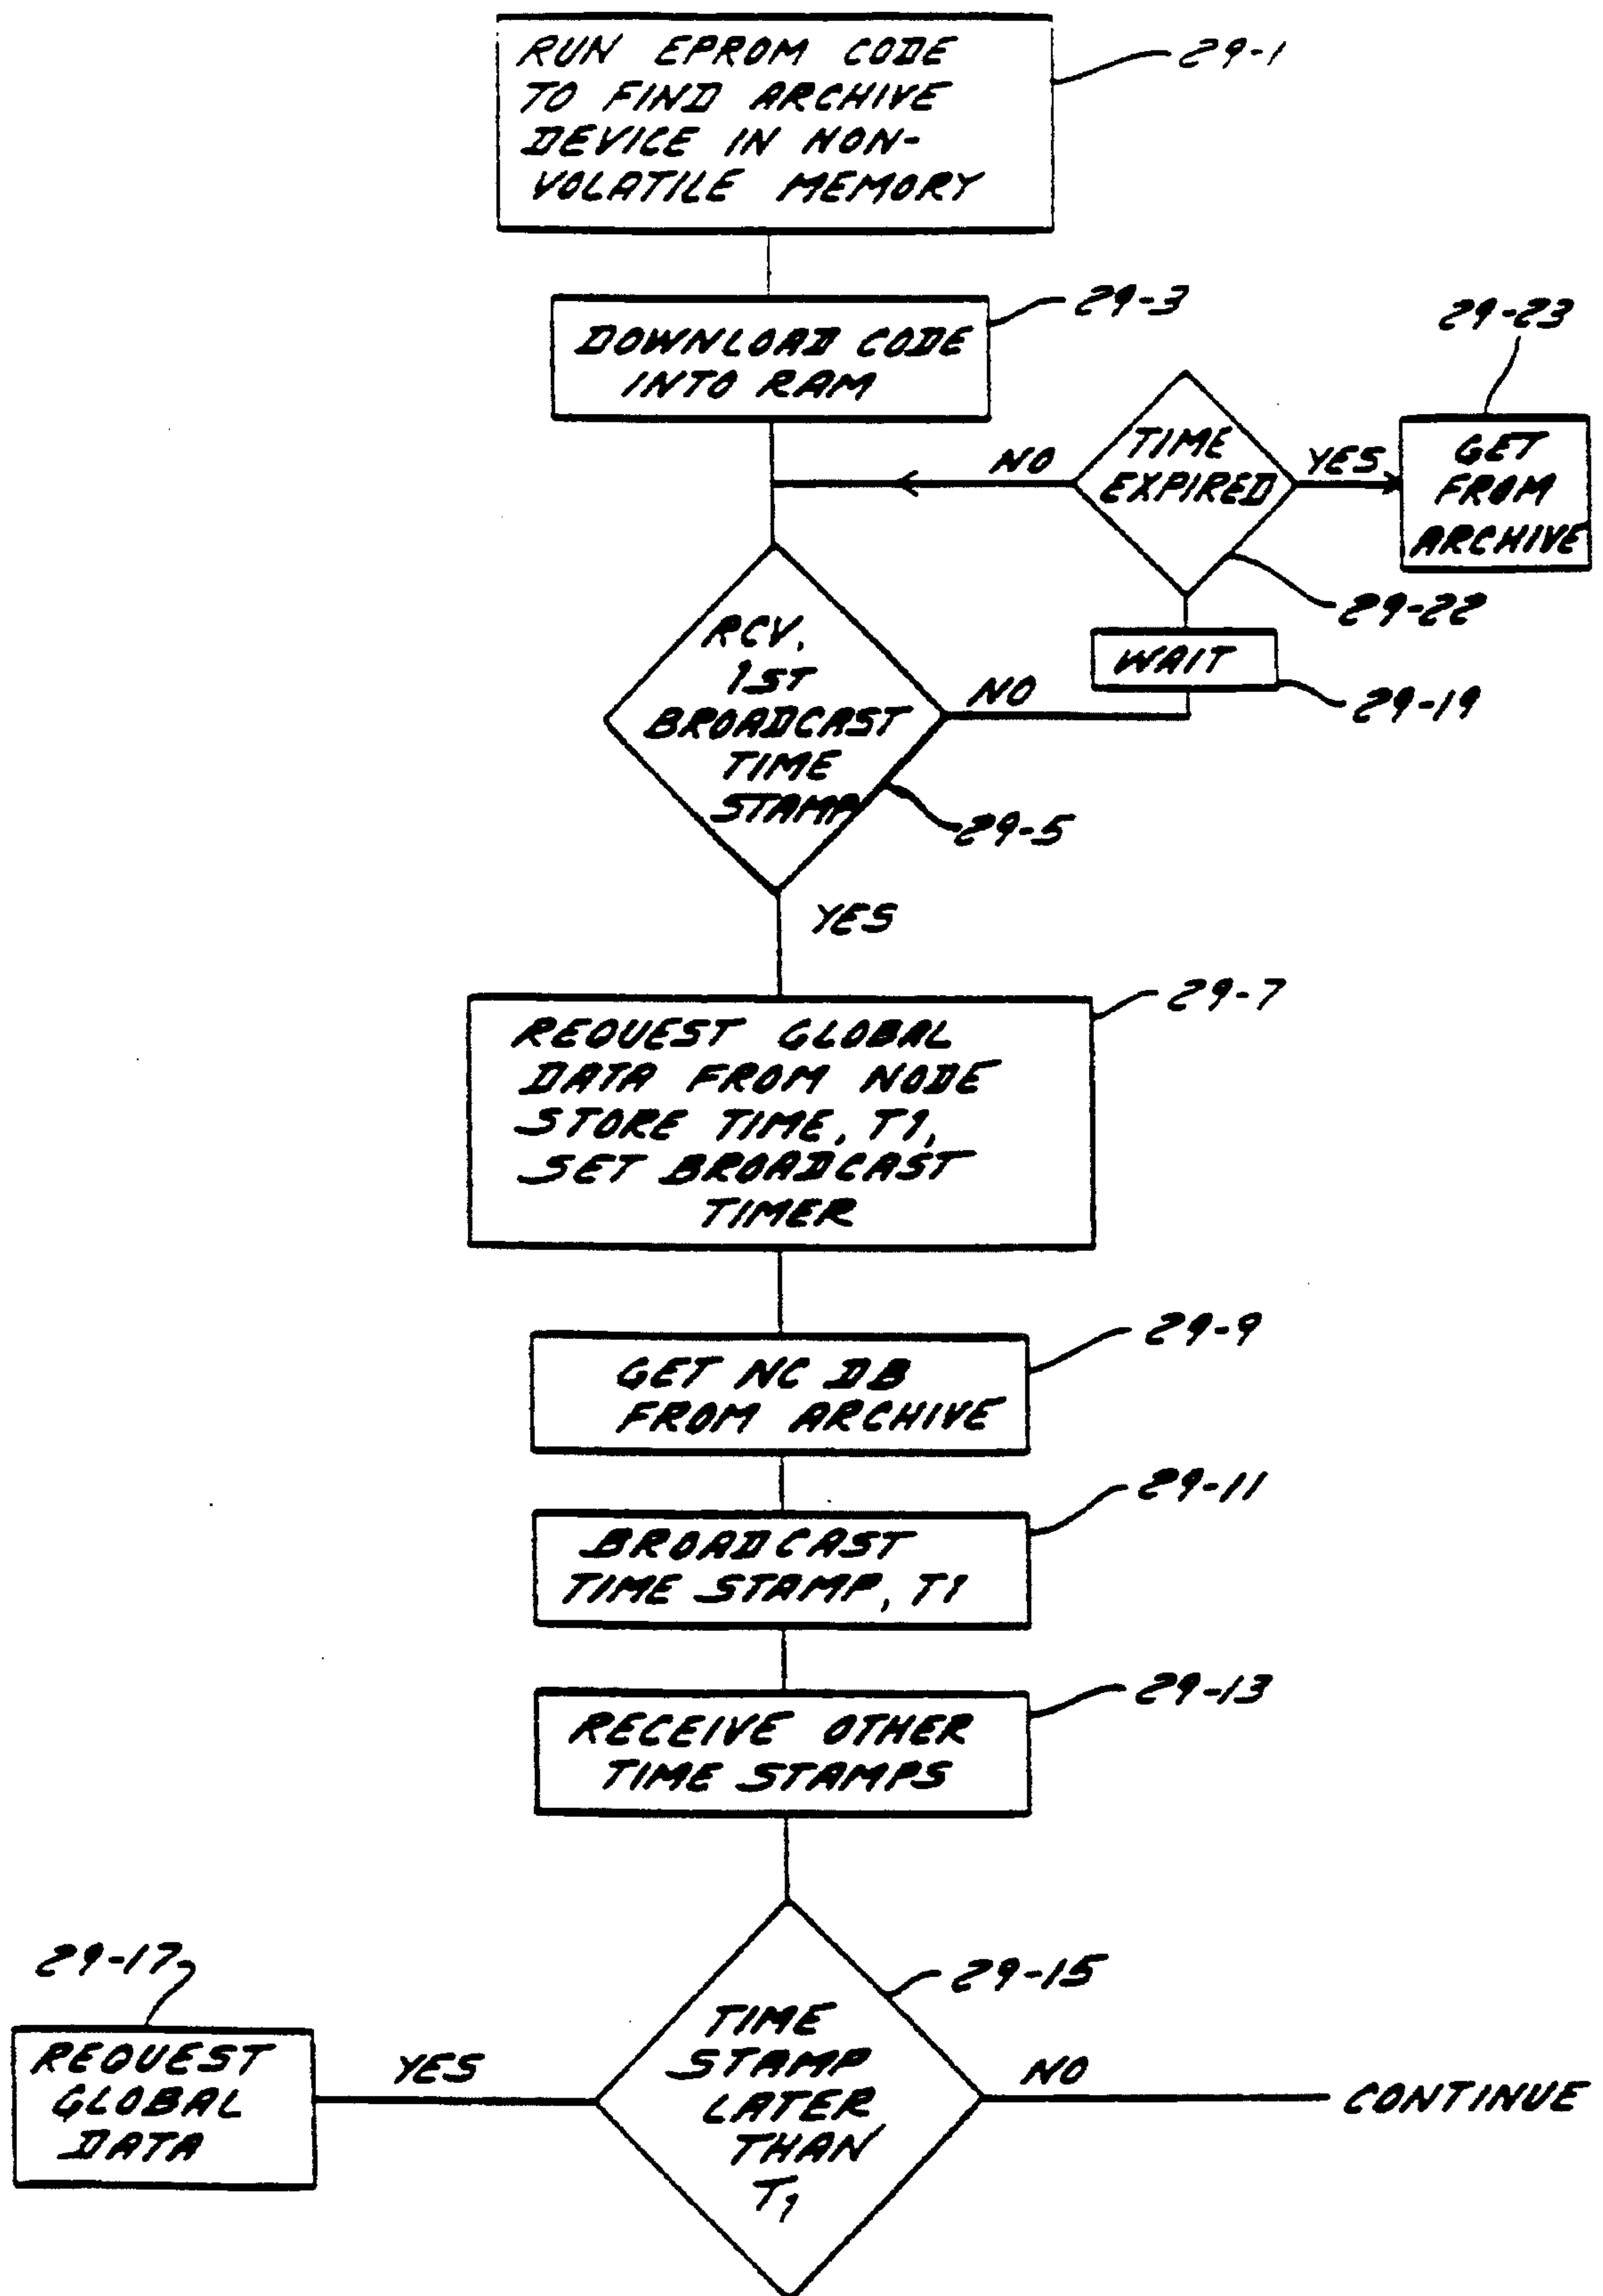 RUN EPROM CODE
TO FIND ARCHIVE
DEVICE IN NON-
VOLATILE MEMORY
29-1
DOWNLOAD CODE
INTO RAM
29-3
29-23
TIME
EXPIRED
NO
YES
GET
FROM
ARCHIVE
29-22
WAIT
29-19
RCV.
1ST
BROADCAST
TIME
STAMP
NO
29-5
YES
29-7
REQUEST GLOBAL
DATA FROM NODE
STORE TIME, T1,
SET BROADCAST
TIMER
29-9
GET NC DB
FROM ARCHIVE
29-11
BROADCAST
TIME STAMP, T1
29-13
RECEIVE OTHER
TIME STAMPS
29-15
TIME
STAMP
LATER
THAN
T1
29-17
REQUEST
GLOBAL
DATA
YES
NO
CONTINUE